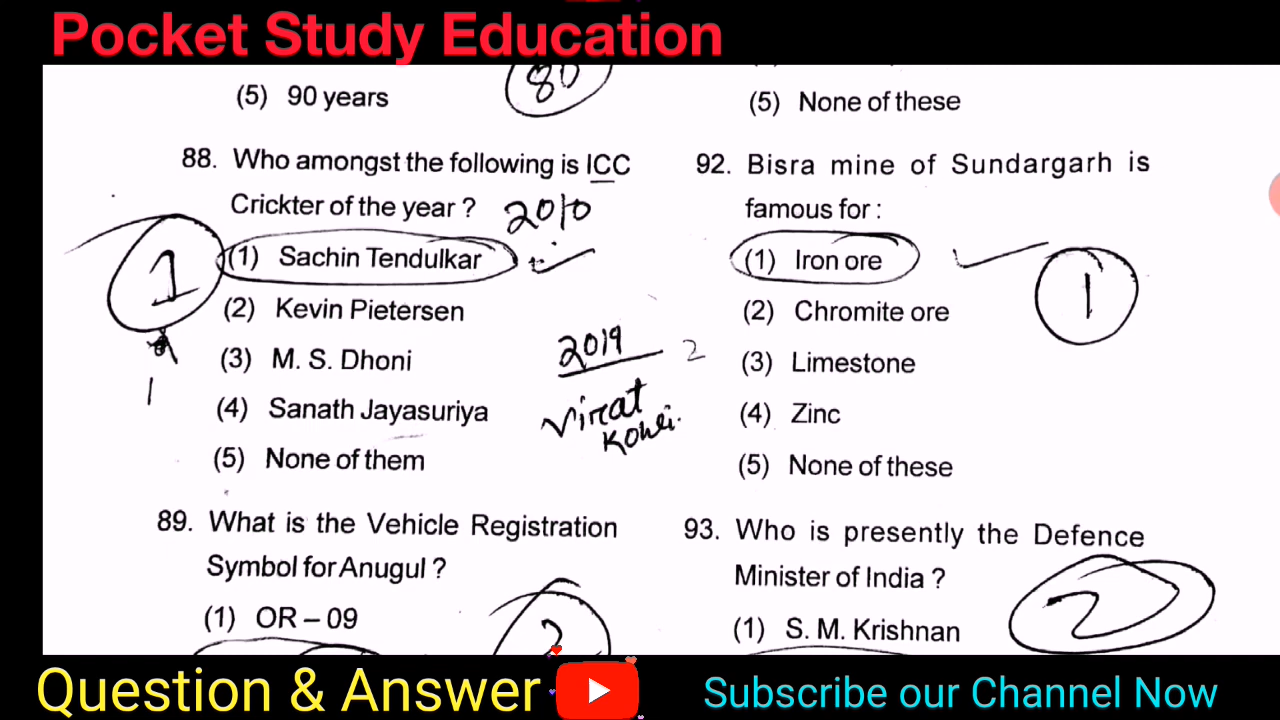 Pocket Study Education
(5) 90 years
80
88. Who amongst the following is ICC
Crickter of the year ? 2010
1
(1) Sachin Tendulkar
(2) Kevin Pietersen
(3) M. S. Dhoni
1
(4) Sanath Jayasuriya
(5) None of them
2019 2
Virat
Kohli.
89. What is the Vehicle Registration
Symbol for Anugul ?
(1) OR – 09
(5) None of these
92. Bisra mine of Sundargarh is
famous for :
(1) Iron ore
1
(2) Chromite ore
(3) Limestone
(4) Zinc
(5) None of these
93. Who is presently the Defence
Minister of India ?
2
(1) S. M. Krishnan
Question & Answer
Subscribe our Channel Now